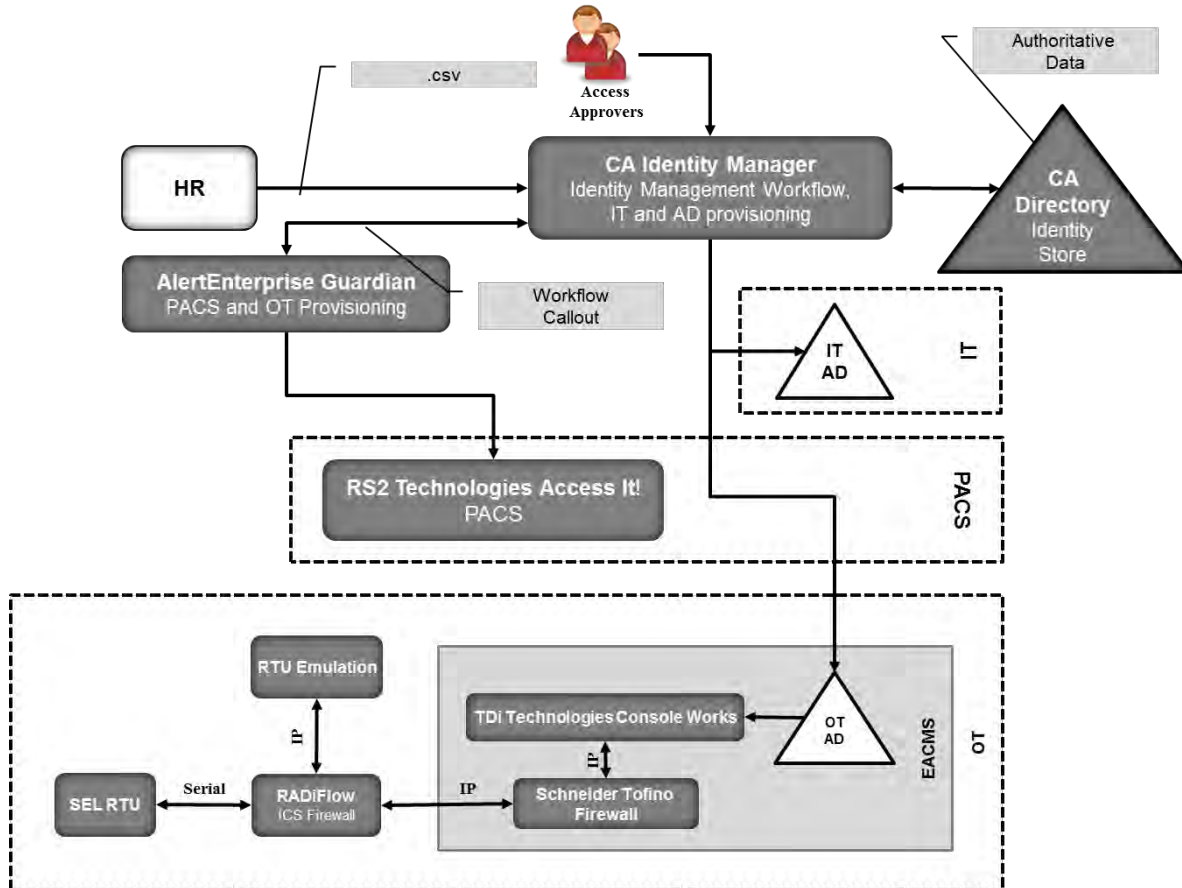 .csv
Access
Approvers
Authoritative
Data
HR
CA Identity Manager
Identity Management Workflow,
IT and AD provisioning
CA
Directory
Identity
Store
AlertEnterprise Guardian
PACS and OT Provisioning
Workflow
Callout
IT
AD
IT
RS2 Technologies Access It!
PACS
PACS
RTU Emulation
IP
TDi Technologies Console Works
OT
AD
EACMS
OT
IP
SEL RTU
Serial
RADiFlow
ICS Firewall
IP
Schneider Tofino
Firewall